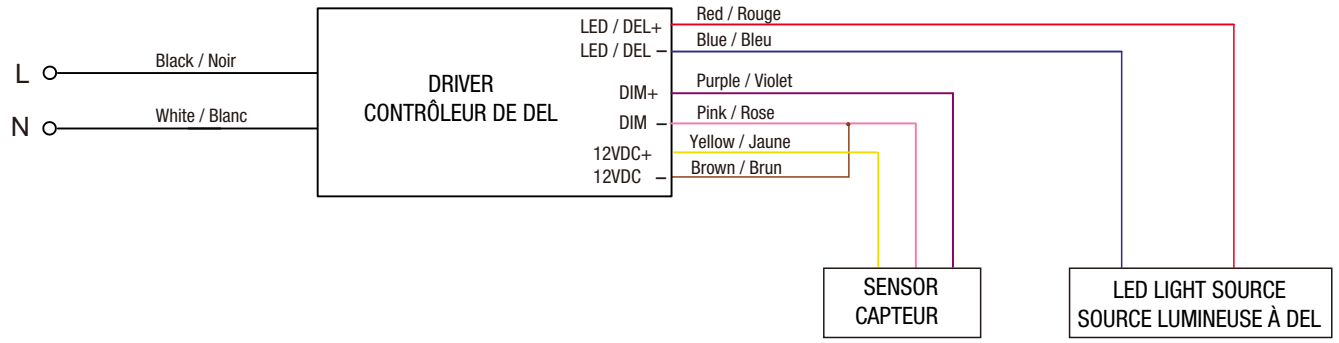 L
Black / Noir
N
White / Blanc
DRIVER
CONTRÔLEUR DE DEL
LED / DEL+
LED / DEL −
DIM+
DIM −
12VDC+
12VDC −
Red / Rouge
Blue / Bleu
Purple / Violet
Pink / Rose
Yellow / Jaune
Brown / Brun
SENSOR
CAPTEUR
LED LIGHT SOURCE
SOURCE LUMINEUSE À DEL